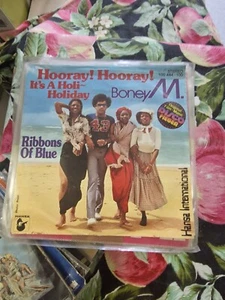 Hooray! Hooray!
It's A Holi-
Holiday
Boney M.
Ribbons
Of Blue
Hansa International